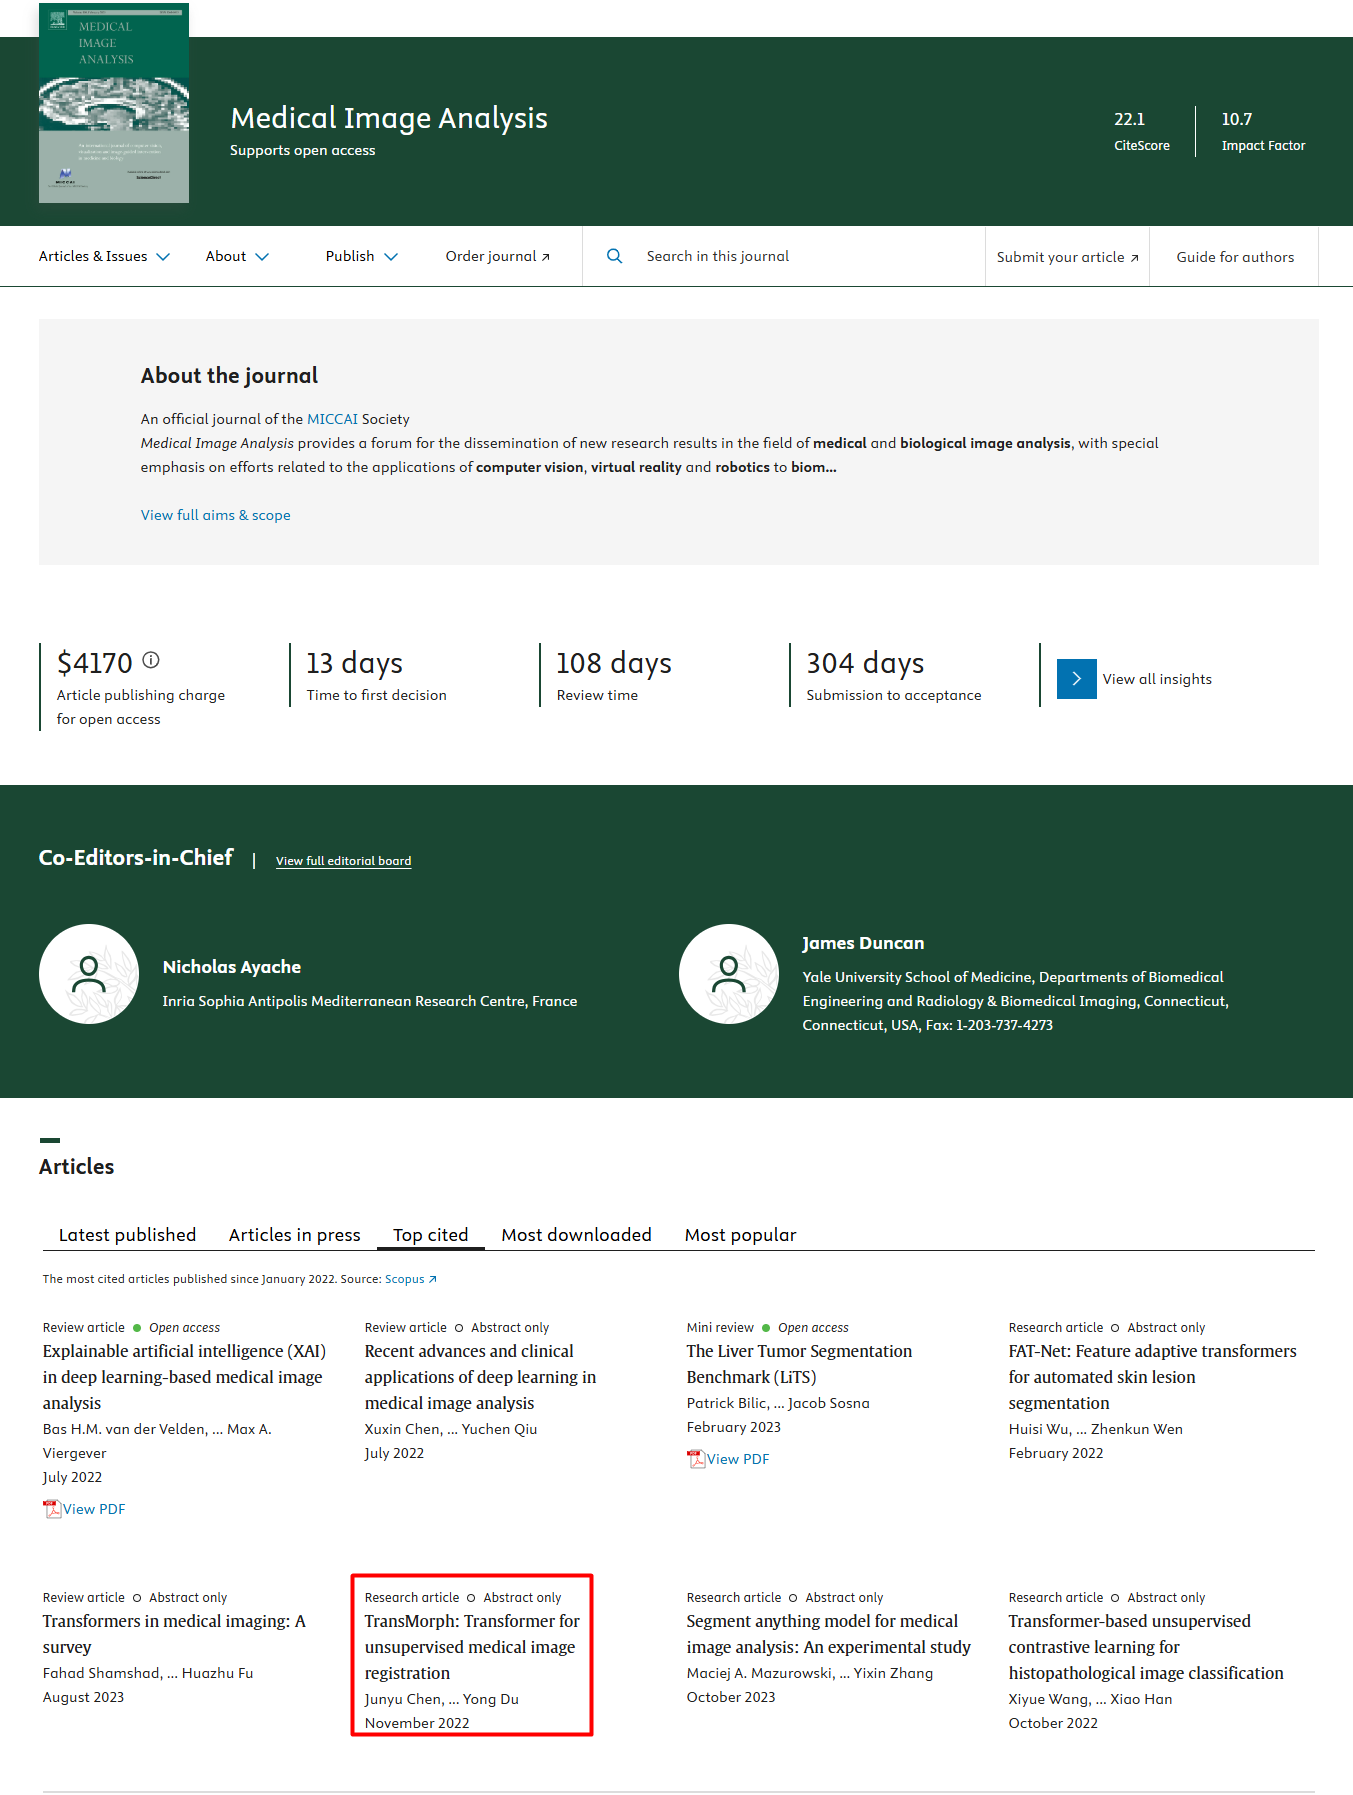 MEDICAL
IMAGE
ANALYSIS
MICCAI
ScienceDirect
Medical Image Analysis
Supports open access
22.1
CiteScore
10.7
Impact Factor
Articles & Issues
About
Publish
Order journal ↗
Search in this journal
Submit your article ↗
Guide for authors
About the journal
An official journal of the MICCAI Society
Medical Image Analysis provides a forum for the dissemination of new research results in the field of medical and biological image analysis, with special
emphasis on efforts related to the applications of computer vision, virtual reality and robotics to biom...
View full aims & scope
$4170
Article publishing charge
for open access
13 days
Time to first decision
108 days
Review time
304 days
Submission to acceptance
View all insights
Co-Editors-in-Chief | View full editorial board
Nicholas Ayache
Inria Sophia Antipolis Mediterranean Research Centre, France
James Duncan
Yale University School of Medicine, Departments of Biomedical
Engineering and Radiology & Biomedical Imaging, Connecticut,
Connecticut, USA, Fax: 1-203-737-4273
Articles
Latest published
Articles in press
Top cited
Most downloaded
Most popular
The most cited articles published since January 2022. Source: Scopus ↗
Review article Open access
Explainable artificial intelligence (XAI)
in deep learning-based medical image
analysis
Bas H.M. van der Velden, ... Max A.
Viergever
July 2022
View PDF
Review article Abstract only
Recent advances and clinical
applications of deep learning in
medical image analysis
Xuxin Chen, ... Yuchen Qiu
July 2022
Mini review Open access
The Liver Tumor Segmentation
Benchmark (LiTS)
Patrick Bilic, ... Jacob Sosna
February 2023
View PDF
Research article Abstract only
FAT-Net: Feature adaptive transformers
for automated skin lesion
segmentation
Huisi Wu, ... Zhenkun Wen
February 2022
Review article Abstract only
Transformers in medical imaging: A
survey
Fahad Shamshad, ... Huazhu Fu
August 2023
Research article Abstract only
TransMorph: Transformer for
unsupervised medical image
registration
Junyu Chen, ... Yong Du
November 2022
Research article Abstract only
Segment anything model for medical
image analysis: An experimental study
Maciej A. Mazurowski, ... Yixin Zhang
October 2023
Research article Abstract only
Transformer-based unsupervised
contrastive learning for
histopathological image classification
Xiyue Wang, ... Xiao Han
October 2022